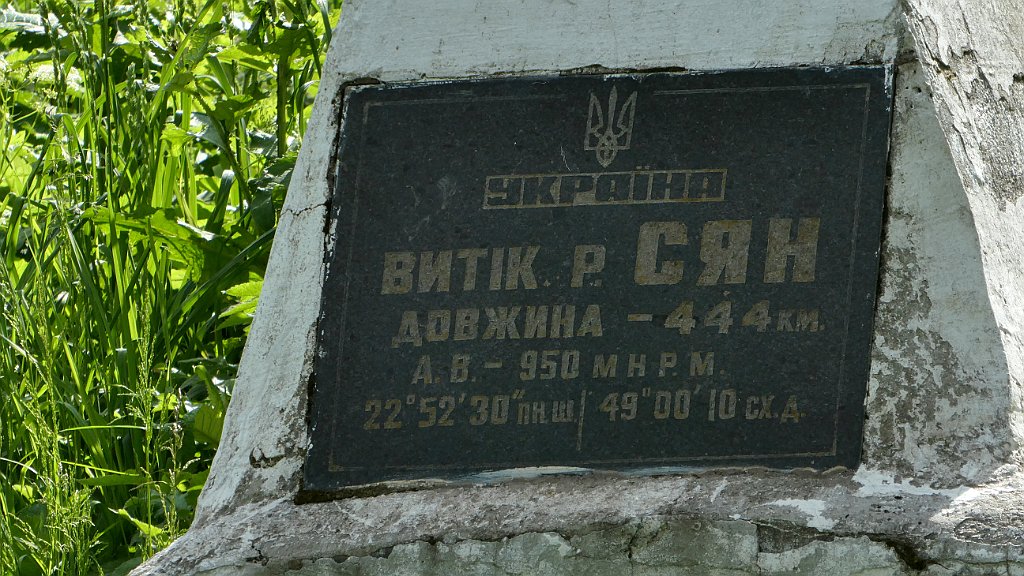 УКРАЇНА
ВИТІК. Р. СЯН
ДОВЖИНА – 444 км.
А. В. – 950 М Н Р. М.
22°52'30" ПН.Ш. 49°00'10 СХ.Д.